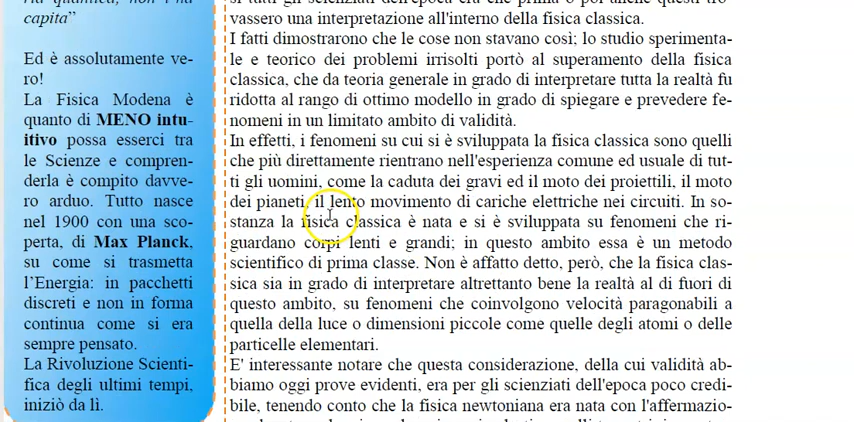 ria quantica, non l'ha
capita”
Ed è assolutamente ve-
ro!
La Fisica Modena è
quanto di MENO intu-
itivo possa esserci tra
le Scienze e compren-
derla è compito davve-
ro arduo. Tutto nasce
nel 1900 con una sco-
perta, di Max Planck,
su come si trasmetta
l’Energia: in pacchetti
discreti e non in forma
continua come si era
sempre pensato.
La Rivoluzione Scienti-
fica degli ultimi tempi,
iniziò da lì.
vassero una interpretazione all'interno della fisica classica.
I fatti dimostrarono che le cose non stavano così; lo studio sperimenta-
le e teorico dei problemi irrisolti portò al superamento della fisica
classica, che da teoria generale in grado di interpretare tutta la realtà fu
ridotta al rango di ottimo modello in grado di spiegare e prevedere fe-
nomeni in un limitato ambito di validità.
In effetti, i fenomeni su cui si è sviluppata la fisica classica sono quelli
che più direttamente rientrano nell'esperienza comune ed usuale di tut-
ti gli uomini, come la caduta dei gravi ed il moto dei proiettili, il moto
dei pianeti, il lento movimento di cariche elettriche nei circuiti. In so-
stanza la fisica classica è nata e si è sviluppata su fenomeni che ri-
guardano corpi lenti e grandi; in questo ambito essa è un metodo
scientifico di prima classe. Non è affatto detto, però, che la fisica clas-
sica sia in grado di interpretare altrettanto bene la realtà al di fuori di
questo ambito, su fenomeni che coinvolgono velocità paragonabili a
quella della luce o dimensioni piccole come quelle degli atomi o delle
particelle elementari.
E' interessante notare che questa considerazione, della cui validità ab-
biamo oggi prove evidenti, era per gli scienziati dell'epoca poco credi-
bile, tenendo conto che la fisica newtoniana era nata con l'affermazio-